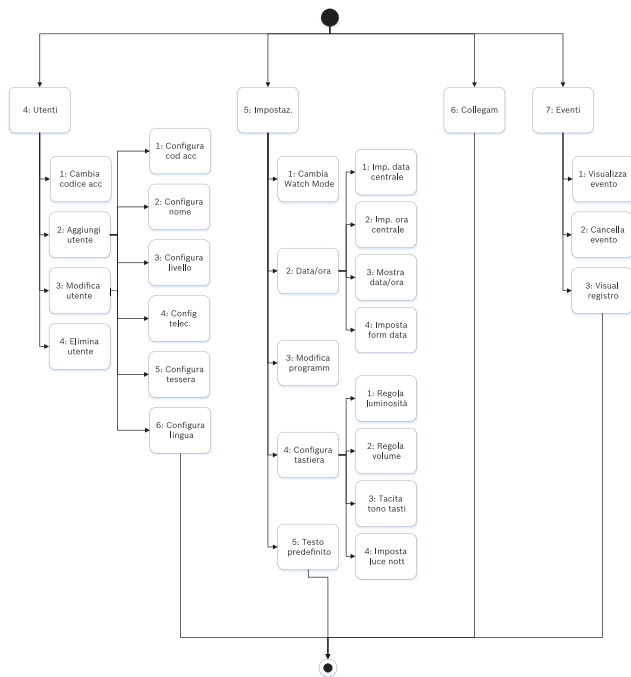 4: Utenti
5: Impostaz.
6: Collegam
7: Eventi
1: Cambia
codice acc
2: Aggiungi
utente
3: Modifica
utente
4: Elimina
utente
1: Configura
cod acc
2: Configura
nome
3: Configura
livello
4: Config
telec.
5: Configura
tessera
6: Configura
lingua
1: Cambia
Watch Mode
2: Data/ora
3: Modifica
programm
4: Configura
tastiera
5: Testo
predefinito
1: Imp. data
centrale
2: Imp. ora
centrale
3: Mostra
data/ora
4: Imposta
form data
1: Regola
luminosità
2: Regola
volume
3: Tacita
tono tasti
4: Imposta
luce nott
1: Visualizza
evento
2: Cancella
evento
3: Visual
registro